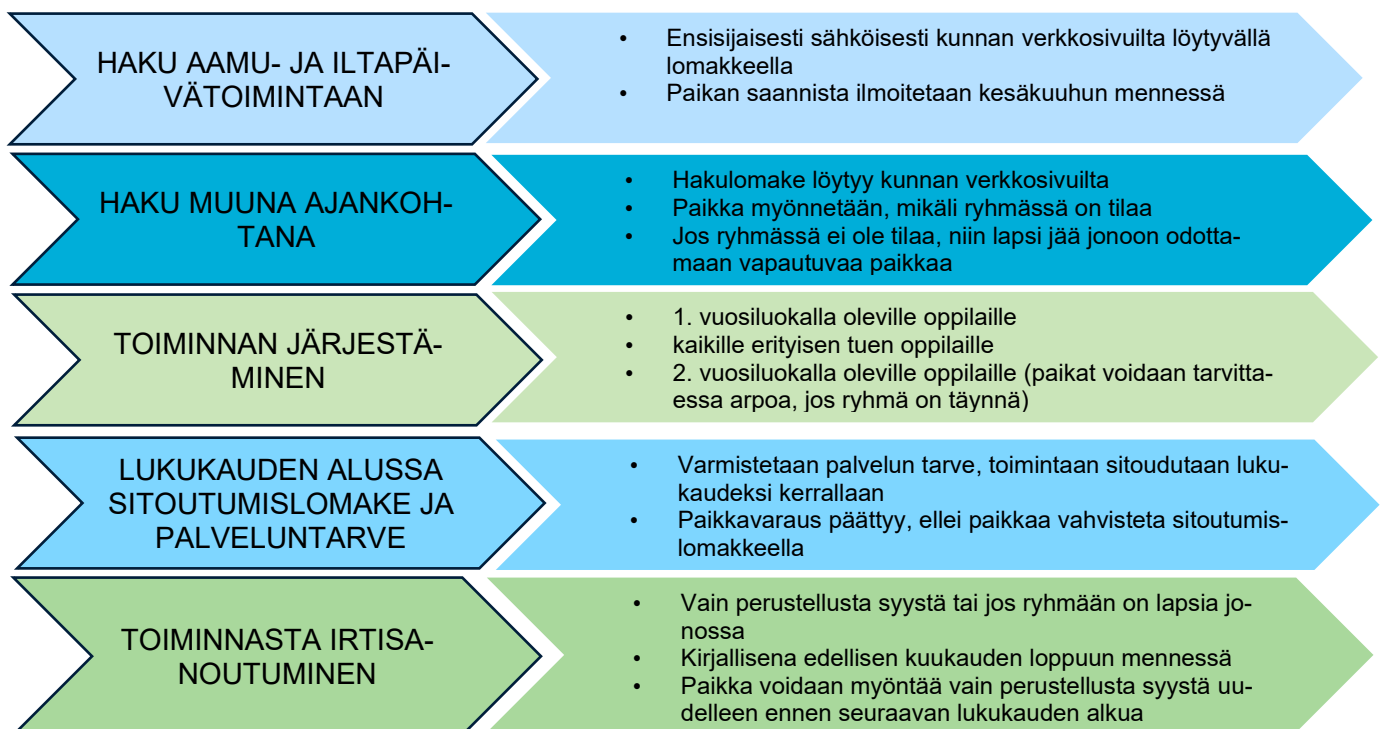 HAKU AAMU- JA ILTAPÄI-
VÄTOIMINTAAN
• Ensisijaisesti sähköisesti kunnan verkkosivuilta löytyvällä
lomakkeella
• Paikan saannista ilmoitetaan kesäkuuhun mennessä
HAKU MUUNA AJANKOH-
TANA
• Hakulomake löytyy kunnan verkkosivuilta
• Paikka myönnetään, mikäli ryhmässä on tilaa
• Jos ryhmässä ei ole tilaa, niin lapsi jää jonoon odotta-
maan vapautuvaa paikkaa
TOIMINNAN JÄRJESTÄ-
MINEN
• 1. vuosiluokalla oleville oppilaille
• kaikille erityisen tuen oppilaille
• 2. vuosiluokalla oleville oppilaille (paikat voidaan tarvitta-
essa arpoa, jos ryhmä on täynnä)
LUKUKAUDEN ALUSSA
SITOUTUMISLOMAKE JA
PALVELUNTARVE
• Varmistetaan palvelun tarve, toimintaan sitoudutaan luku-
kaudeksi kerrallaan
• Paikkavaraus päättyy, ellei paikkaa vahvisteta sitoutumis-
lomakkeella
TOIMINNASTA IRTISA-
NOUTUMINEN
• Vain perustellusta syystä tai jos ryhmään on lapsia jo-
nossa
• Kirjallisena edellisen kuukauden loppuun mennessä
• Paikka voidaan myöntää vain perustellusta syystä uu-
delleen ennen seuraavan lukukauden alkua